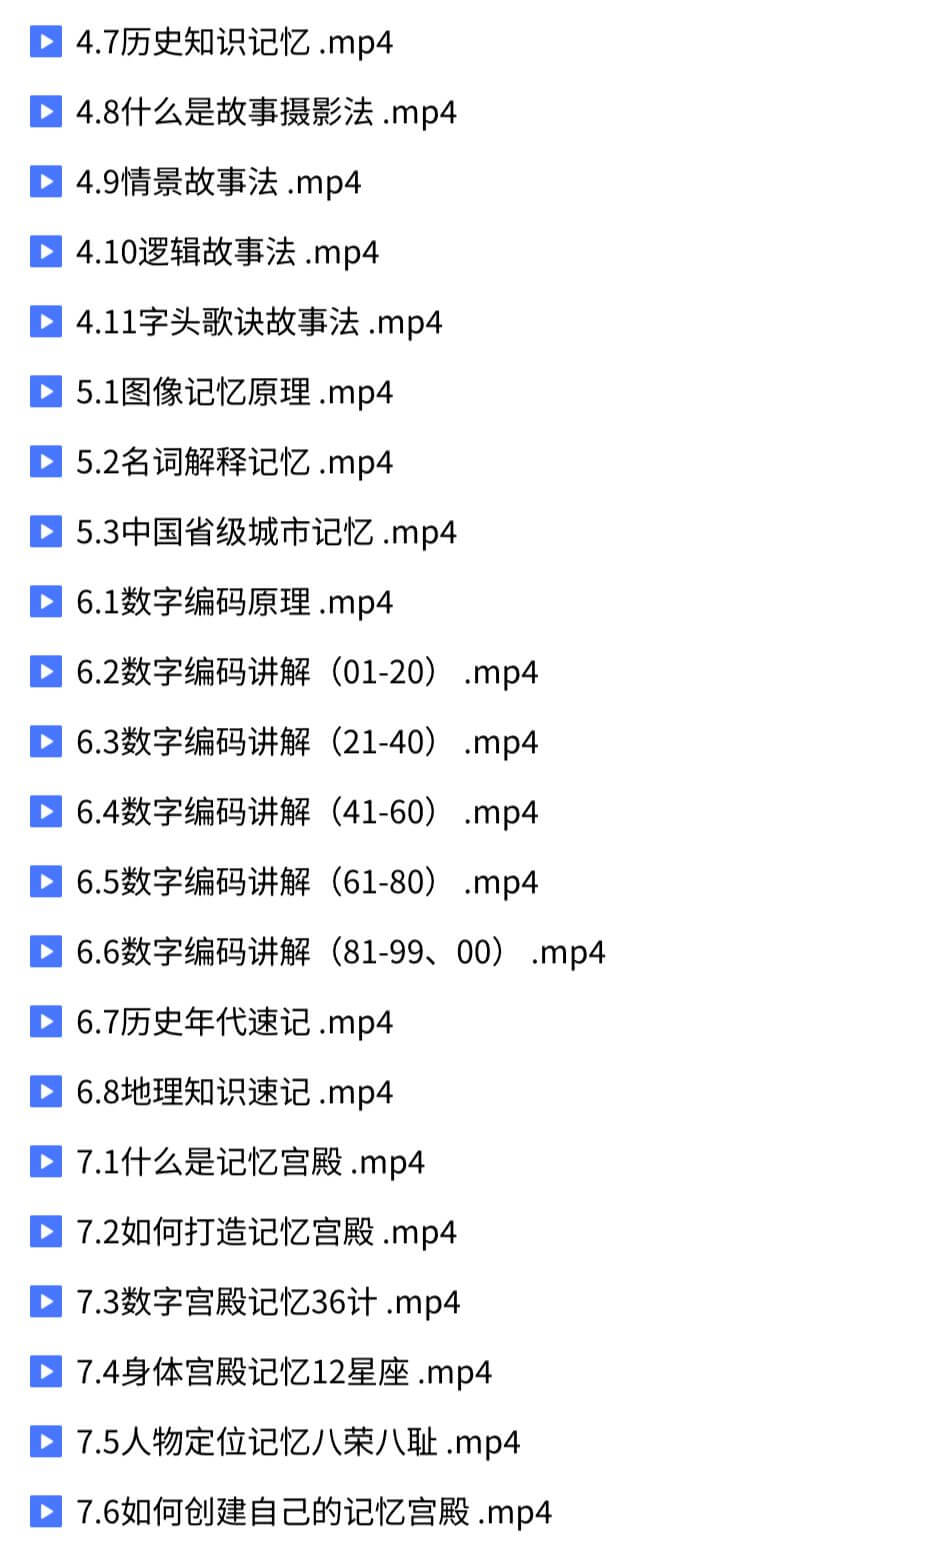 4.7历史知识记忆 .mp4
4.8什么是故事摄影法 .mp4
4.9情景故事法 .mp4
4.10逻辑故事法 .mp4
4.11字头歌诀故事法 .mp4
5.1图像记忆原理 .mp4
5.2名词解释记忆 .mp4
5.3中国省级城市记忆 .mp4
6.1数字编码原理 .mp4
6.2数字编码讲解（01-20） .mp4
6.3数字编码讲解（21-40） .mp4
6.4数字编码讲解（41-60） .mp4
6.5数字编码讲解（61-80） .mp4
6.6数字编码讲解（81-99、00） .mp4
6.7历史年代速记 .mp4
6.8地理知识速记 .mp4
7.1什么是记忆宫殿 .mp4
7.2如何打造记忆宫殿 .mp4
7.3数字宫殿记忆36计 .mp4
7.4身体宫殿记忆12星座 .mp4
7.5人物定位记忆八荣八耻 .mp4
7.6如何创建自己的记忆宫殿 .mp4